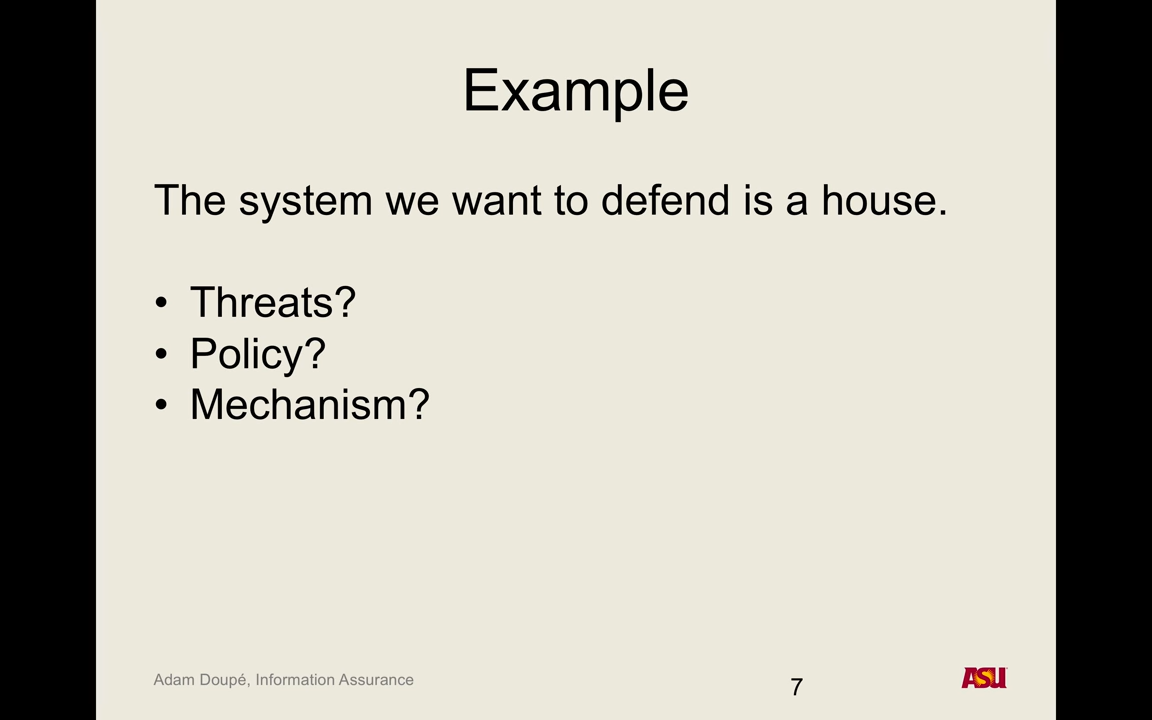 Example
The system we want to defend is a house.
• Threats?
• Policy?
• Mechanism?
Adam Doupé, Information Assurance
7
ASU